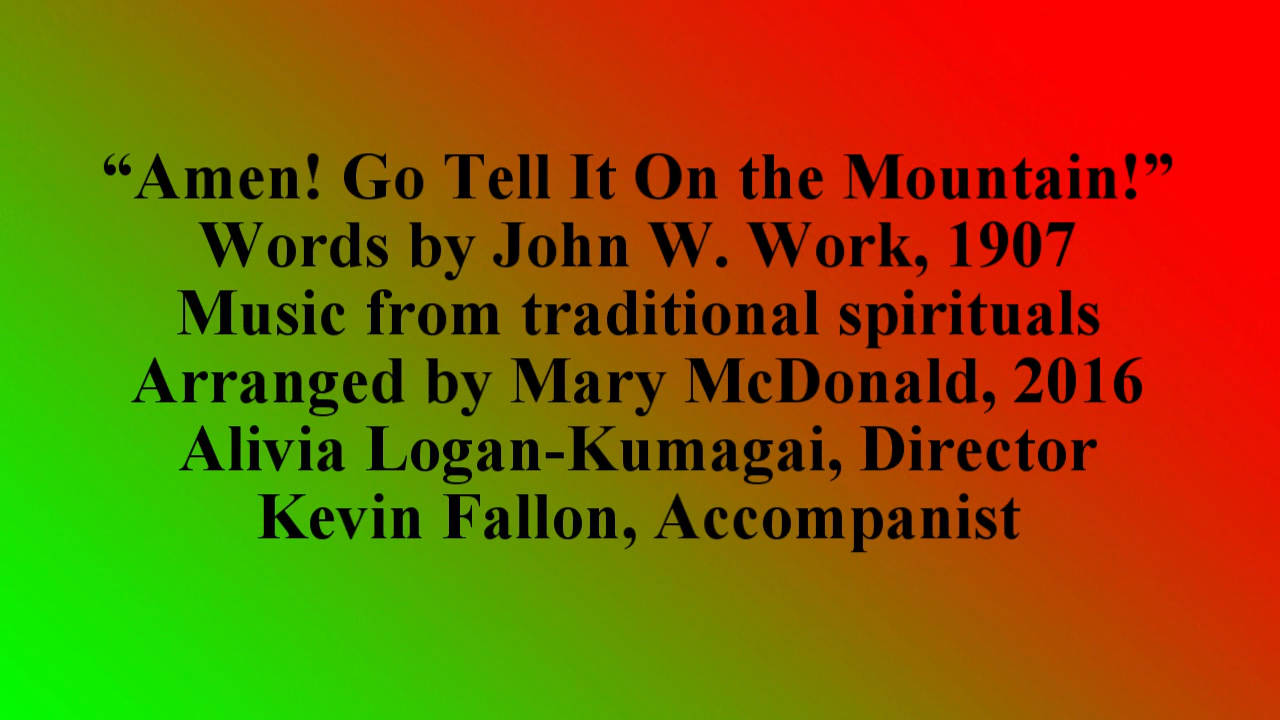 “Amen! Go Tell It On the Mountain!”
Words by John W. Work, 1907
Music from traditional spirituals
Arranged by Mary McDonald, 2016
Alivia Logan-Kumagai, Director
Kevin Fallon, Accompanist